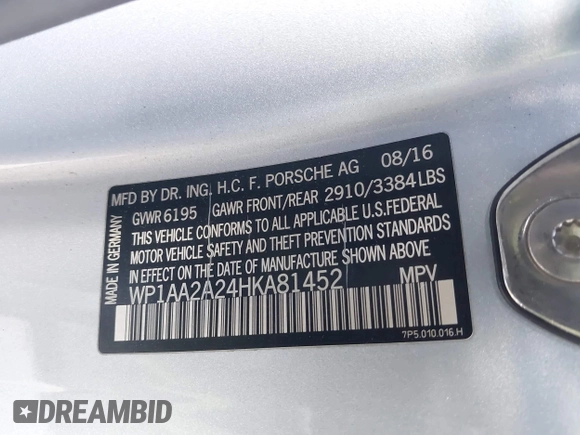 MFD BY DR. ING. H.C. F. PORSCHE AG 08/16
GVWR 6195 GAWR FRONT/REAR 2910/3384 LBS
THIS VEHICLE CONFORMS TO ALL APPLICABLE U.S. FEDERAL
MOTOR VEHICLE SAFETY AND THEFT PREVENTION STANDARDS
IN EFFECT ON THE DATE OF MANUFACTURE SHOWN ABOVE
WP1AA2A24HKA81452 MPV
7P5.010.016.H
MADE IN GERMANY
DREAMBID